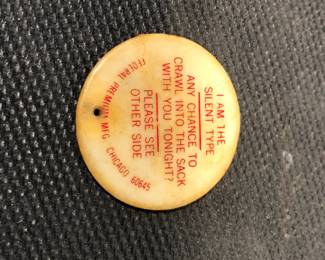 I AM THE
SILENT TYPE
ANY CHANCE TO
CRAWL INTO THE SACK
WITH YOU TONIGHT?
PLEASE SEE
OTHER SIDE
FEDERAL PREMIUM MFG CHICAGO 60645